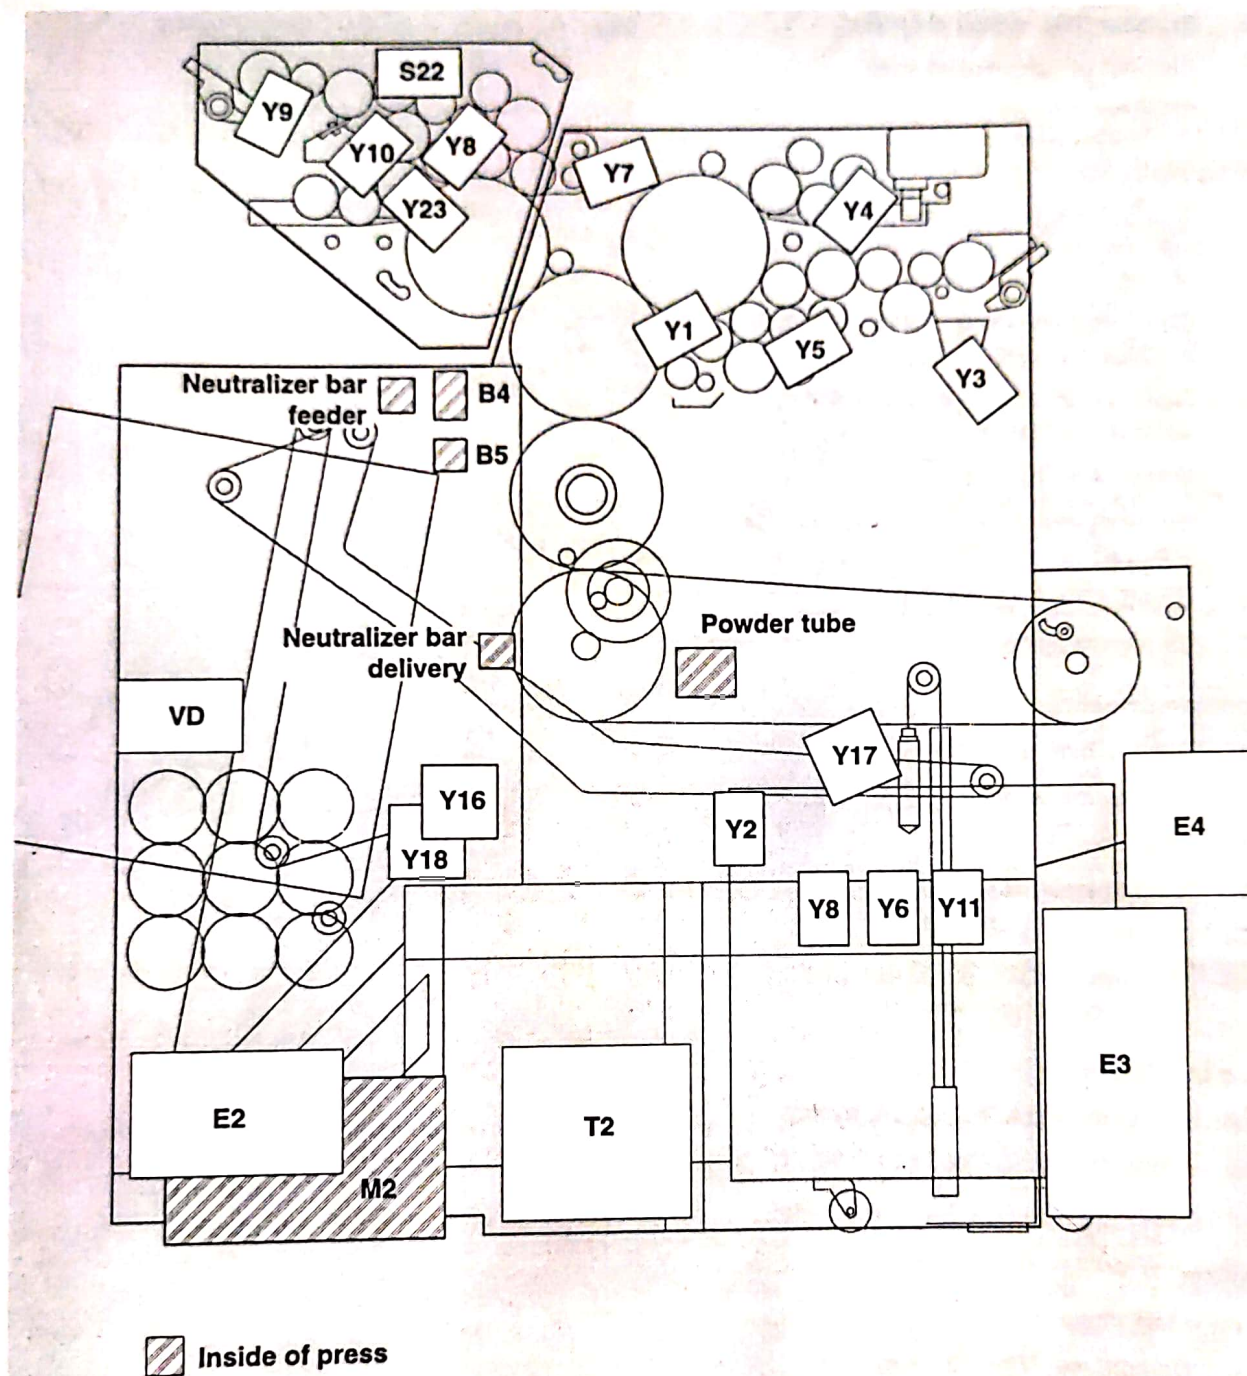 S22
Y9
Y10
Y8
Y7
Y23
Y4
Y1
Y5
Y3
Neutralizer bar
feeder
B4
B5
Neutralizer bar
delivery
Powder tube
VD
Y17
Y16
Y18
Y2
E4
Y8
Y6
Y11
E2
T2
E3
M2
Inside of press